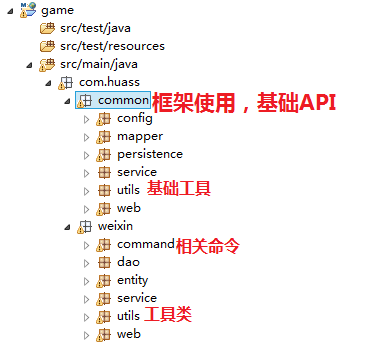 game
src/test/java
src/test/resources
src/main/java
com.huass
common 框架使用，基础API
config
mapper
persistence
service
utils 基础工具
web
weixin
command 相关命令
dao
entity
service
utils 工具类
web